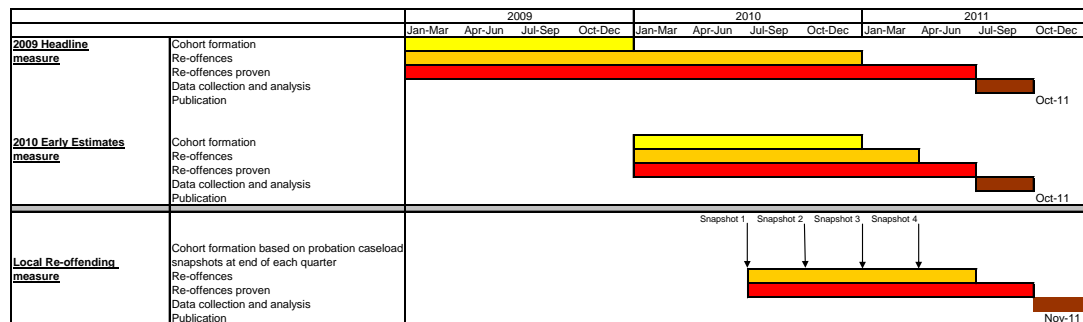 2009 2010 2011
Jan-Mar Apr-Jun Jul-Sep Oct-Dec Jan-Mar Apr-Jun Jul-Sep Oct-Dec Jan-Mar Apr-Jun Jul-Sep Oct-Dec
2009 Headline Cohort formation
measure Re-offences
Re-offences proven
Data collection and analysis
Publication Oct-11
2010 Early Estimates Cohort formation
measure Re-offences
Re-offences proven
Data collection and analysis
Publication Oct-11
Snapshot 1 Snapshot 2 Snapshot 3 Snapshot 4
Cohort formation based on probation caseload
Local Re-offending snapshots at end of each quarter
measure Re-offences
Re-offences proven
Data collection and analysis
Publication Nov-11